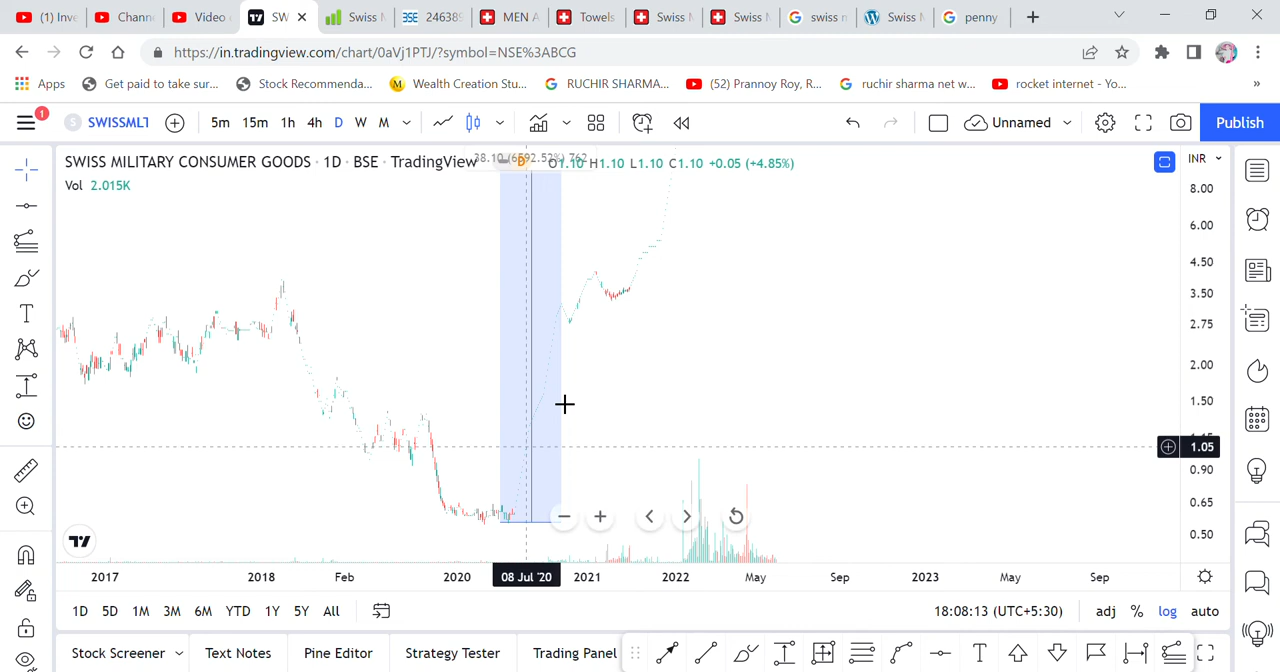 (1) Inve
Chann
Video
SW
Swiss M
24638
MEN A
Towels
Swiss M
Swiss N
swiss n
Swiss M
penny
https://in.tradingview.com/chart/0aVj1PTJ/?symbol=NSE%3ABCG
Apps
Get paid to take sur...
Stock Recommenda...
Wealth Creation Stu...
RUCHIR SHARMA...
(52) Prannoy Roy, R...
ruchir sharma net w...
rocket internet - Yo...
»
1
S SWISSMLT 5m 15m 1h 4h D W M Unnamed Publish
SWISS MILITARY CONSUMER GOODS · 1D · BSE · TradingView D O1.10 H1.10 L1.10 C1.10 +0.05 (+4.85%)
38.10 (6592.52%) 762
INR
Vol 2.015K
8.00
6.00
4.50
3.50
2.75
2.00
1.50
1.05
0.90
0.65
0.50
2017 2018 Feb 2020 08 Jul '20 2021 2022 May Sep 2023 May Sep
1D 5D 1M 3M 6M YTD 1Y 5Y All 18:08:13 (UTC+5:30) adj % log auto
Stock Screener Text Notes Pine Editor Strategy Tester Trading Panel